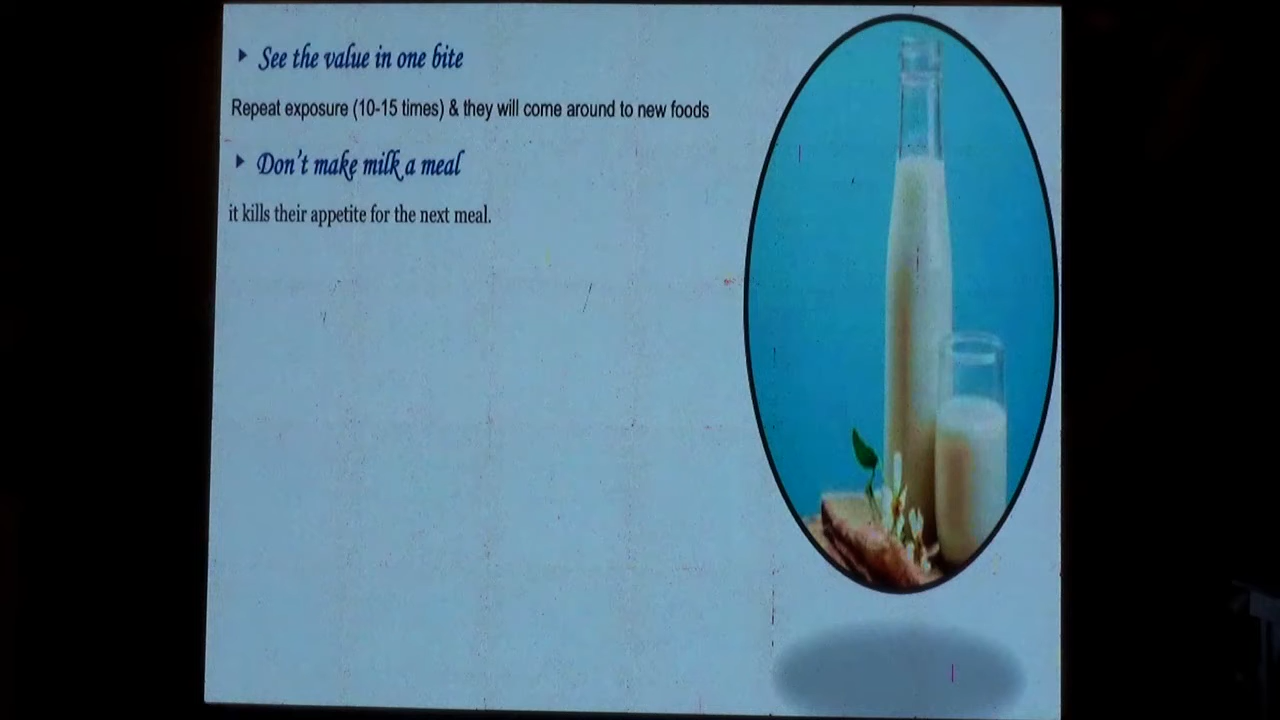 See the value in one bite
Repeat exposure (10-15 times) & they will come around to new foods
Don't make milk a meal
it kills their appetite for the next meal.